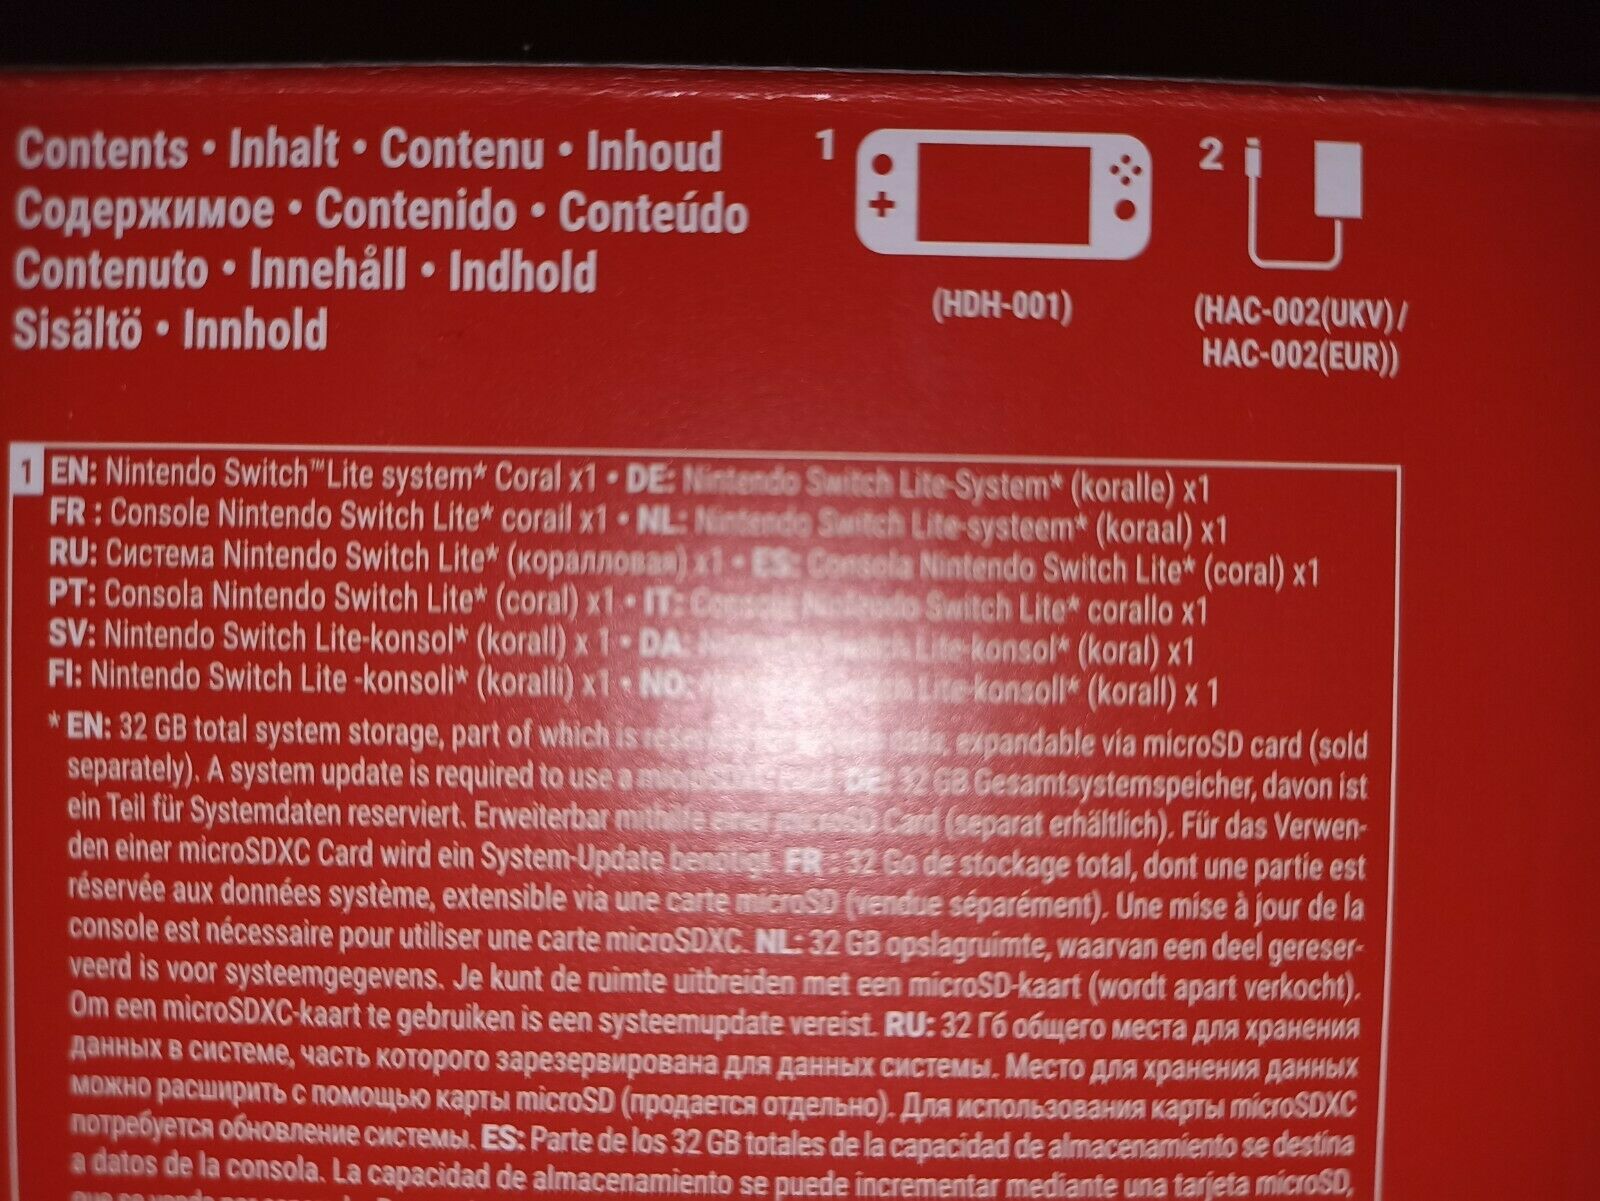 Contents • Inhalt • Contenu • Inhoud
Содержимое • Contenido • Conteúdo
Contenuto • Innehåll • Indhold
Sisältö • Innhold
1
(HDH-001)
2
(HAC-002(UKV)/
HAC-002(EUR))
1 EN: Nintendo Switch™ Lite system* Coral x1 • DE: Nintendo Switch Lite-System* (koralle) x1
FR : Console Nintendo Switch Lite* corail x1 • NL: Nintendo Switch Lite-systeem* (koraal) x1
RU: Система Nintendo Switch Lite* (коралловая) x1 • ES: Consola Nintendo Switch Lite* (coral) x1
PT: Consola Nintendo Switch Lite* (coral) x1 • IT: Console Nintendo Switch Lite* corallo x1
SV: Nintendo Switch Lite-konsol* (korall) x 1 • DA: Switch Lite-konsol* (koral) x1
FI: Nintendo Switch Lite -konsoli* (koralli) x1 • NO: Lite-konsoll* (korall) x 1
* EN: 32 GB total system storage, part of which is data, expandable via microSD card (sold
separately). A system update is required to use a DE: 32 GB Gesamtsystemspeicher, davon ist
ein Teil für Systemdaten reserviert. Erweiterbar mithilfe einer microSD Card (separat erhältlich). Für das Verwen-
den einer microSDXC Card wird ein System-Update benötigt. FR : 32 Go de stockage total, dont une partie est
réservée aux données système, extensible via une carte microSD (vendue séparément). Une mise à jour de la
console est nécessaire pour utiliser une carte microSDXC. NL: 32 GB opslagruimte, waarvan een deel gereser-
veerd is voor systeemgegevens. Je kunt de ruimte uitbreiden met een microSD-kaart (wordt apart verkocht).
Om een microSDXC-kaart te gebruiken is een systeemupdate vereist. RU: 32 Гб общего места для хранения
данных в системе, часть которого зарезервирована для данных системы. Место для хранения данных
можно расширить с помощью карты microSD (продается отдельно). Для использования карты microSDXC
потребуется обновление системы. ES: Parte de los 32 GB totales de la capacidad de almacenamiento se destina
a datos de la consola. La capacidad de almacenamiento se puede incrementar mediante una tarjeta microSD,